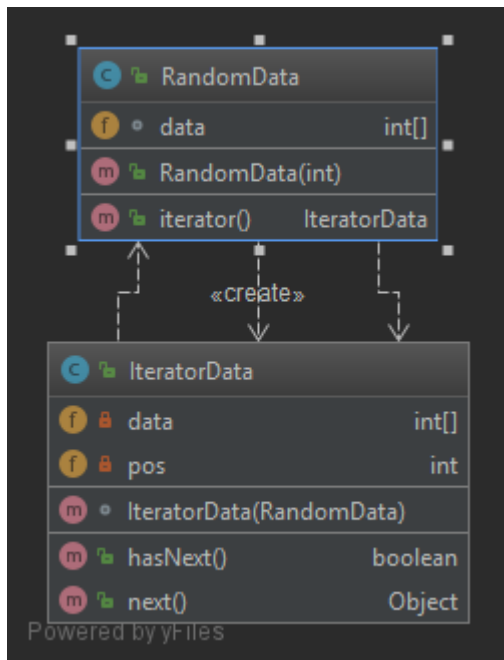 RandomData
data int[]
RandomData(int)
iterator() IteratorData
«create»
IteratorData
data int[]
pos int
IteratorData(RandomData)
hasNext() boolean
next() Object
Powered by yFiles